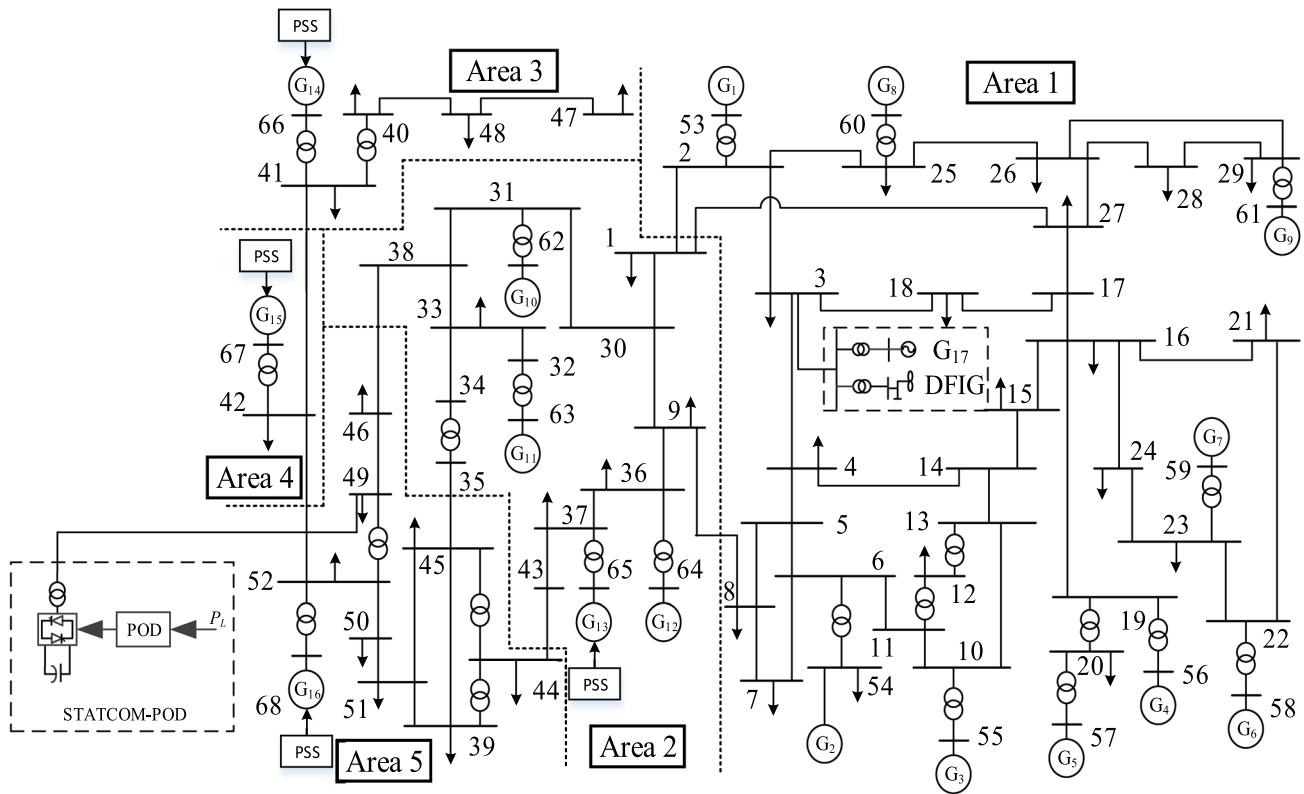 PSS
Area 3
G14
66
40
48
47
41
G1
53
2
G8
60
25
Area 1
26
28
29
61
G9
27
31
62
G10
38
1
PSS
G15
67
42
Area 4
33
32
63
G11
30
34
35
9
3
18
17
G17
DFIG
15
16
21
46
49
36
37
43
65
64
G13
G12
PSS
4
14
5
13
6
12
8
11
10
7
54
G2
55
G3
24
G7
59
23
19
20
22
56
G4
57
G5
58
G6
45
52
50
51
44
39
68
G16
PSS
Area 5
Area 2
POD
PL
STATCOM-POD